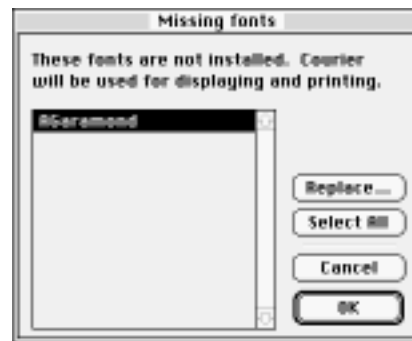 Missing fonts
These fonts are not installed. Courier
will be used for displaying and printing.
AGaramond
Replace...
Select All
Cancel
OK